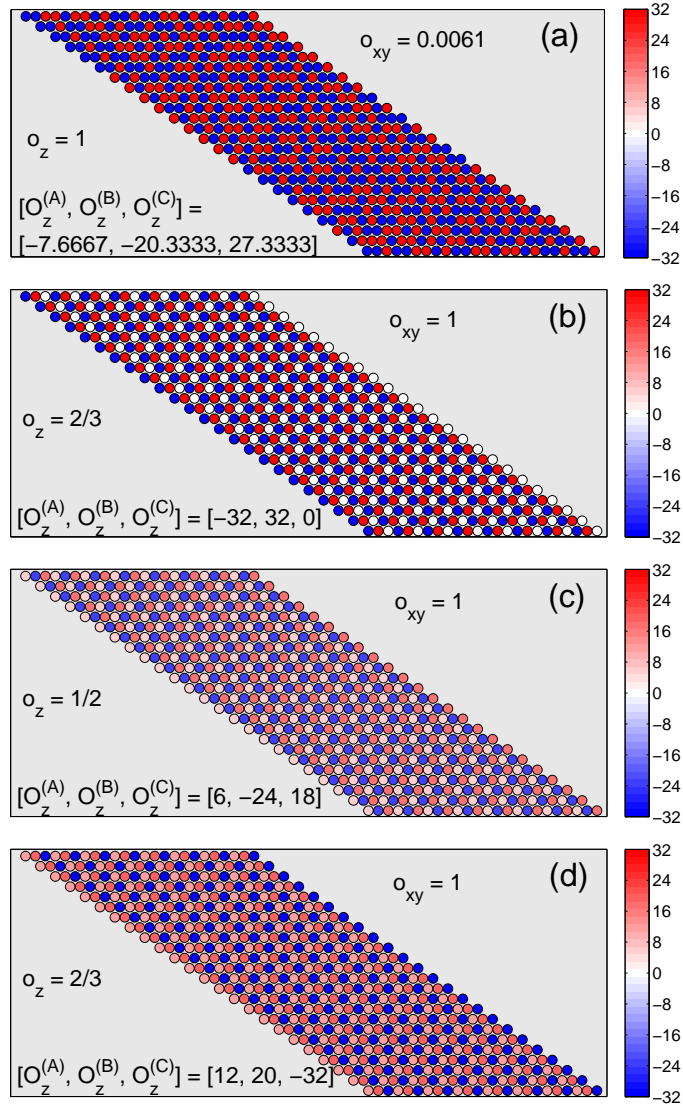 (a)
o_xy = 0.0061
o_z = 1
[O_z^(A), O_z^(B), O_z^(C)] =
[−7.6667, −20.3333, 27.3333]
32
24
16
8
0
−8
−16
−24
−32
(b)
o_xy = 1
o_z = 2/3
[O_z^(A), O_z^(B), O_z^(C)] = [−32, 32, 0]
32
24
16
8
0
−8
−16
−24
−32
(c)
o_xy = 1
o_z = 1/2
[O_z^(A), O_z^(B), O_z^(C)] = [6, −24, 18]
32
24
16
8
0
−8
−16
−24
−32
(d)
o_xy = 1
o_z = 2/3
[O_z^(A), O_z^(B), O_z^(C)] = [12, 20, −32]
32
24
16
8
0
−8
−16
−24
−32